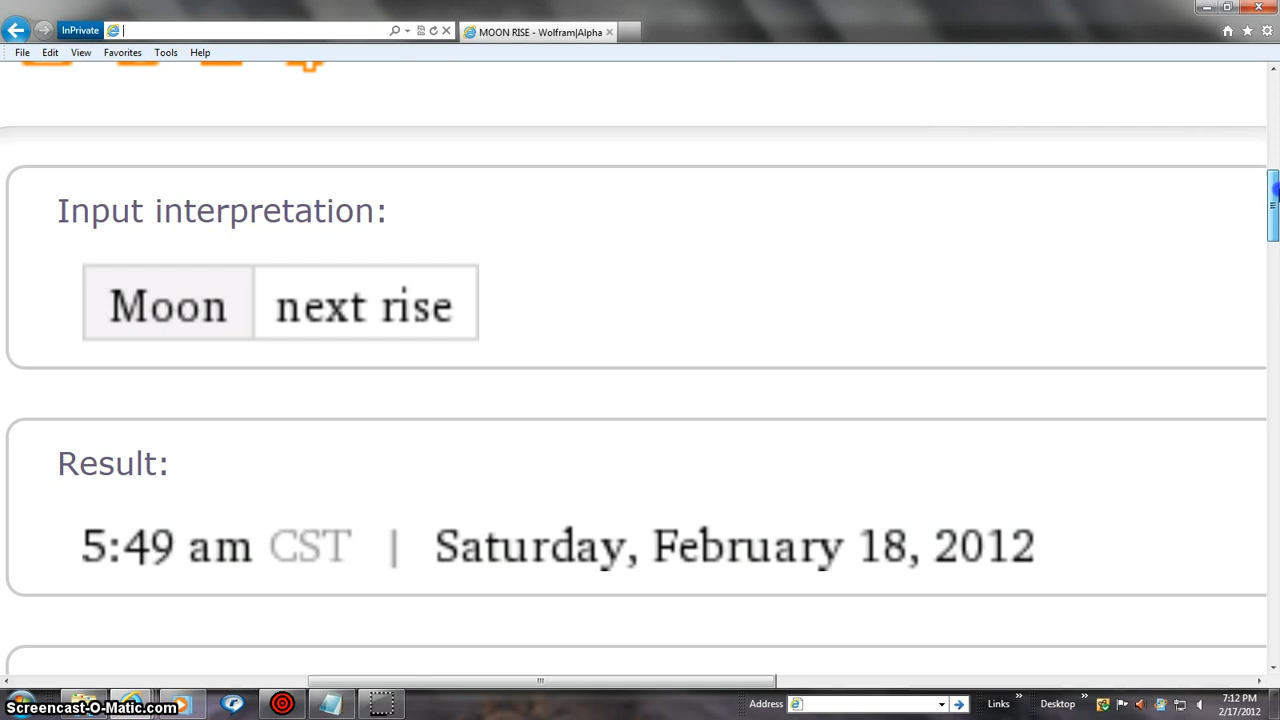 InPrivate
MOON RISE - Wolfram|Alpha
File Edit View Favorites Tools Help
Input interpretation:
Moon next rise
Result:
5:49 am CST | Saturday, February 18, 2012
Screencast-O-Matic.com
Address
Links
Desktop
7:12 PM
2/17/2012